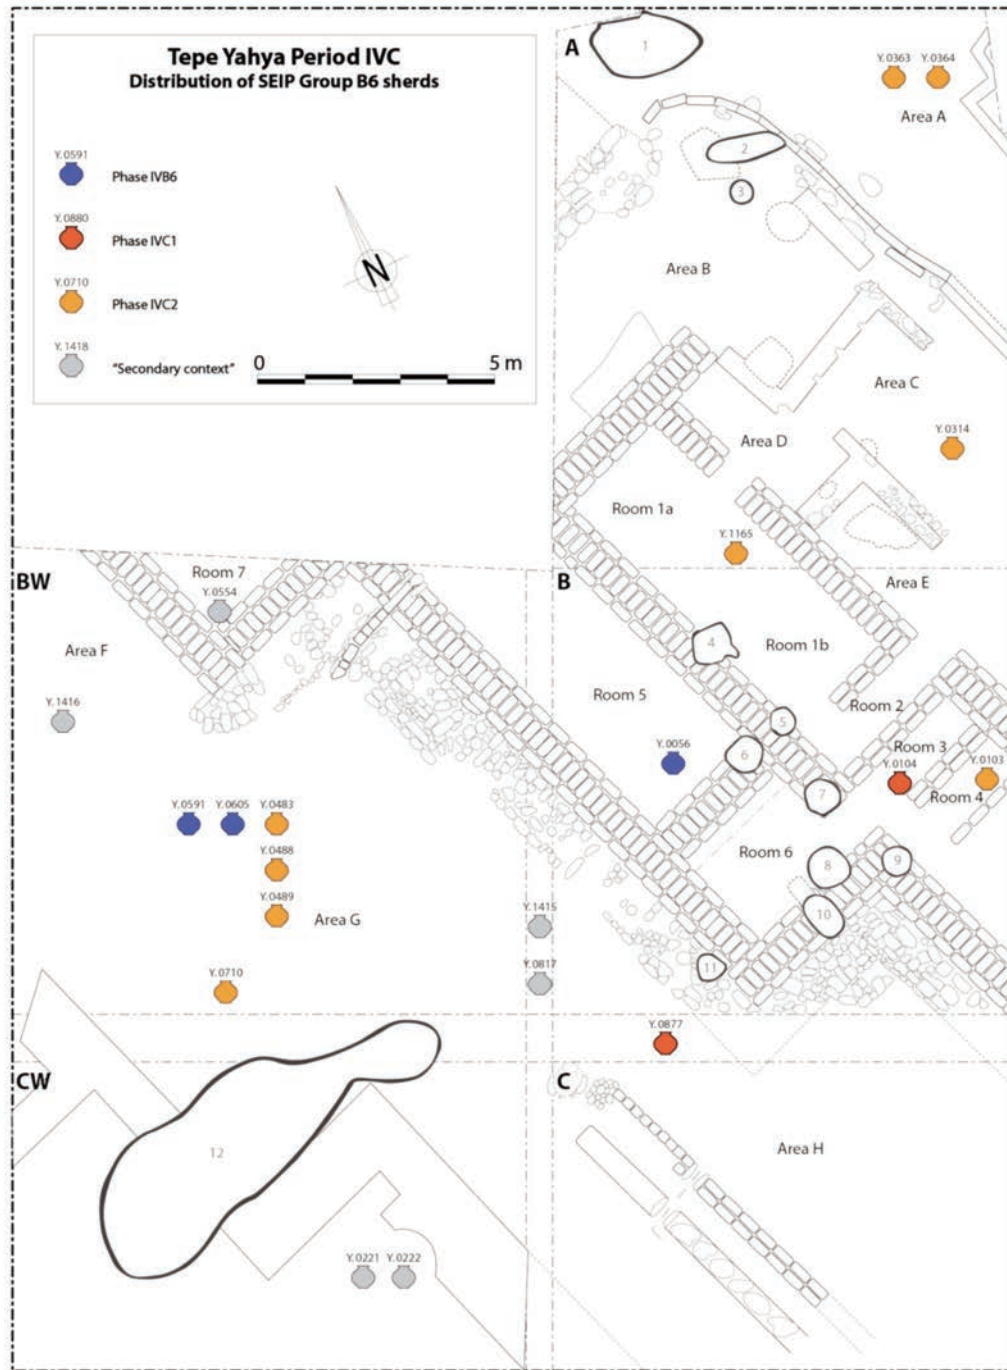 Tepe Yahya Period IVC
Distribution of SEIP Group B6 sherds
Y.0591
Phase IVB6
Y.0880
Phase IVC1
Y.0710
Phase IVC2
Y.1418
"Secondary context"
N
0 5 m
A
1
Y.0363 Y.0364
Area A
2
3
Area B
Area C
Y.0314
Area D
Room 1a
Y.1165
BW
Room 7
Y.0554
B
Area E
Area F
4
Room 1b
Room 5
Y.1416
Room 2
5
Room 3
Y.0056
6
Y.0104
Y.0103
7
Room 4
Y.0591 Y.0605 Y.0483
Room 6
8
9
Y.0488
Y.0489
Area G
Y.1415
10
11
Y.0817
Y.0710
Y.0877
CW
C
12
Area H
Y.0221 Y.0222